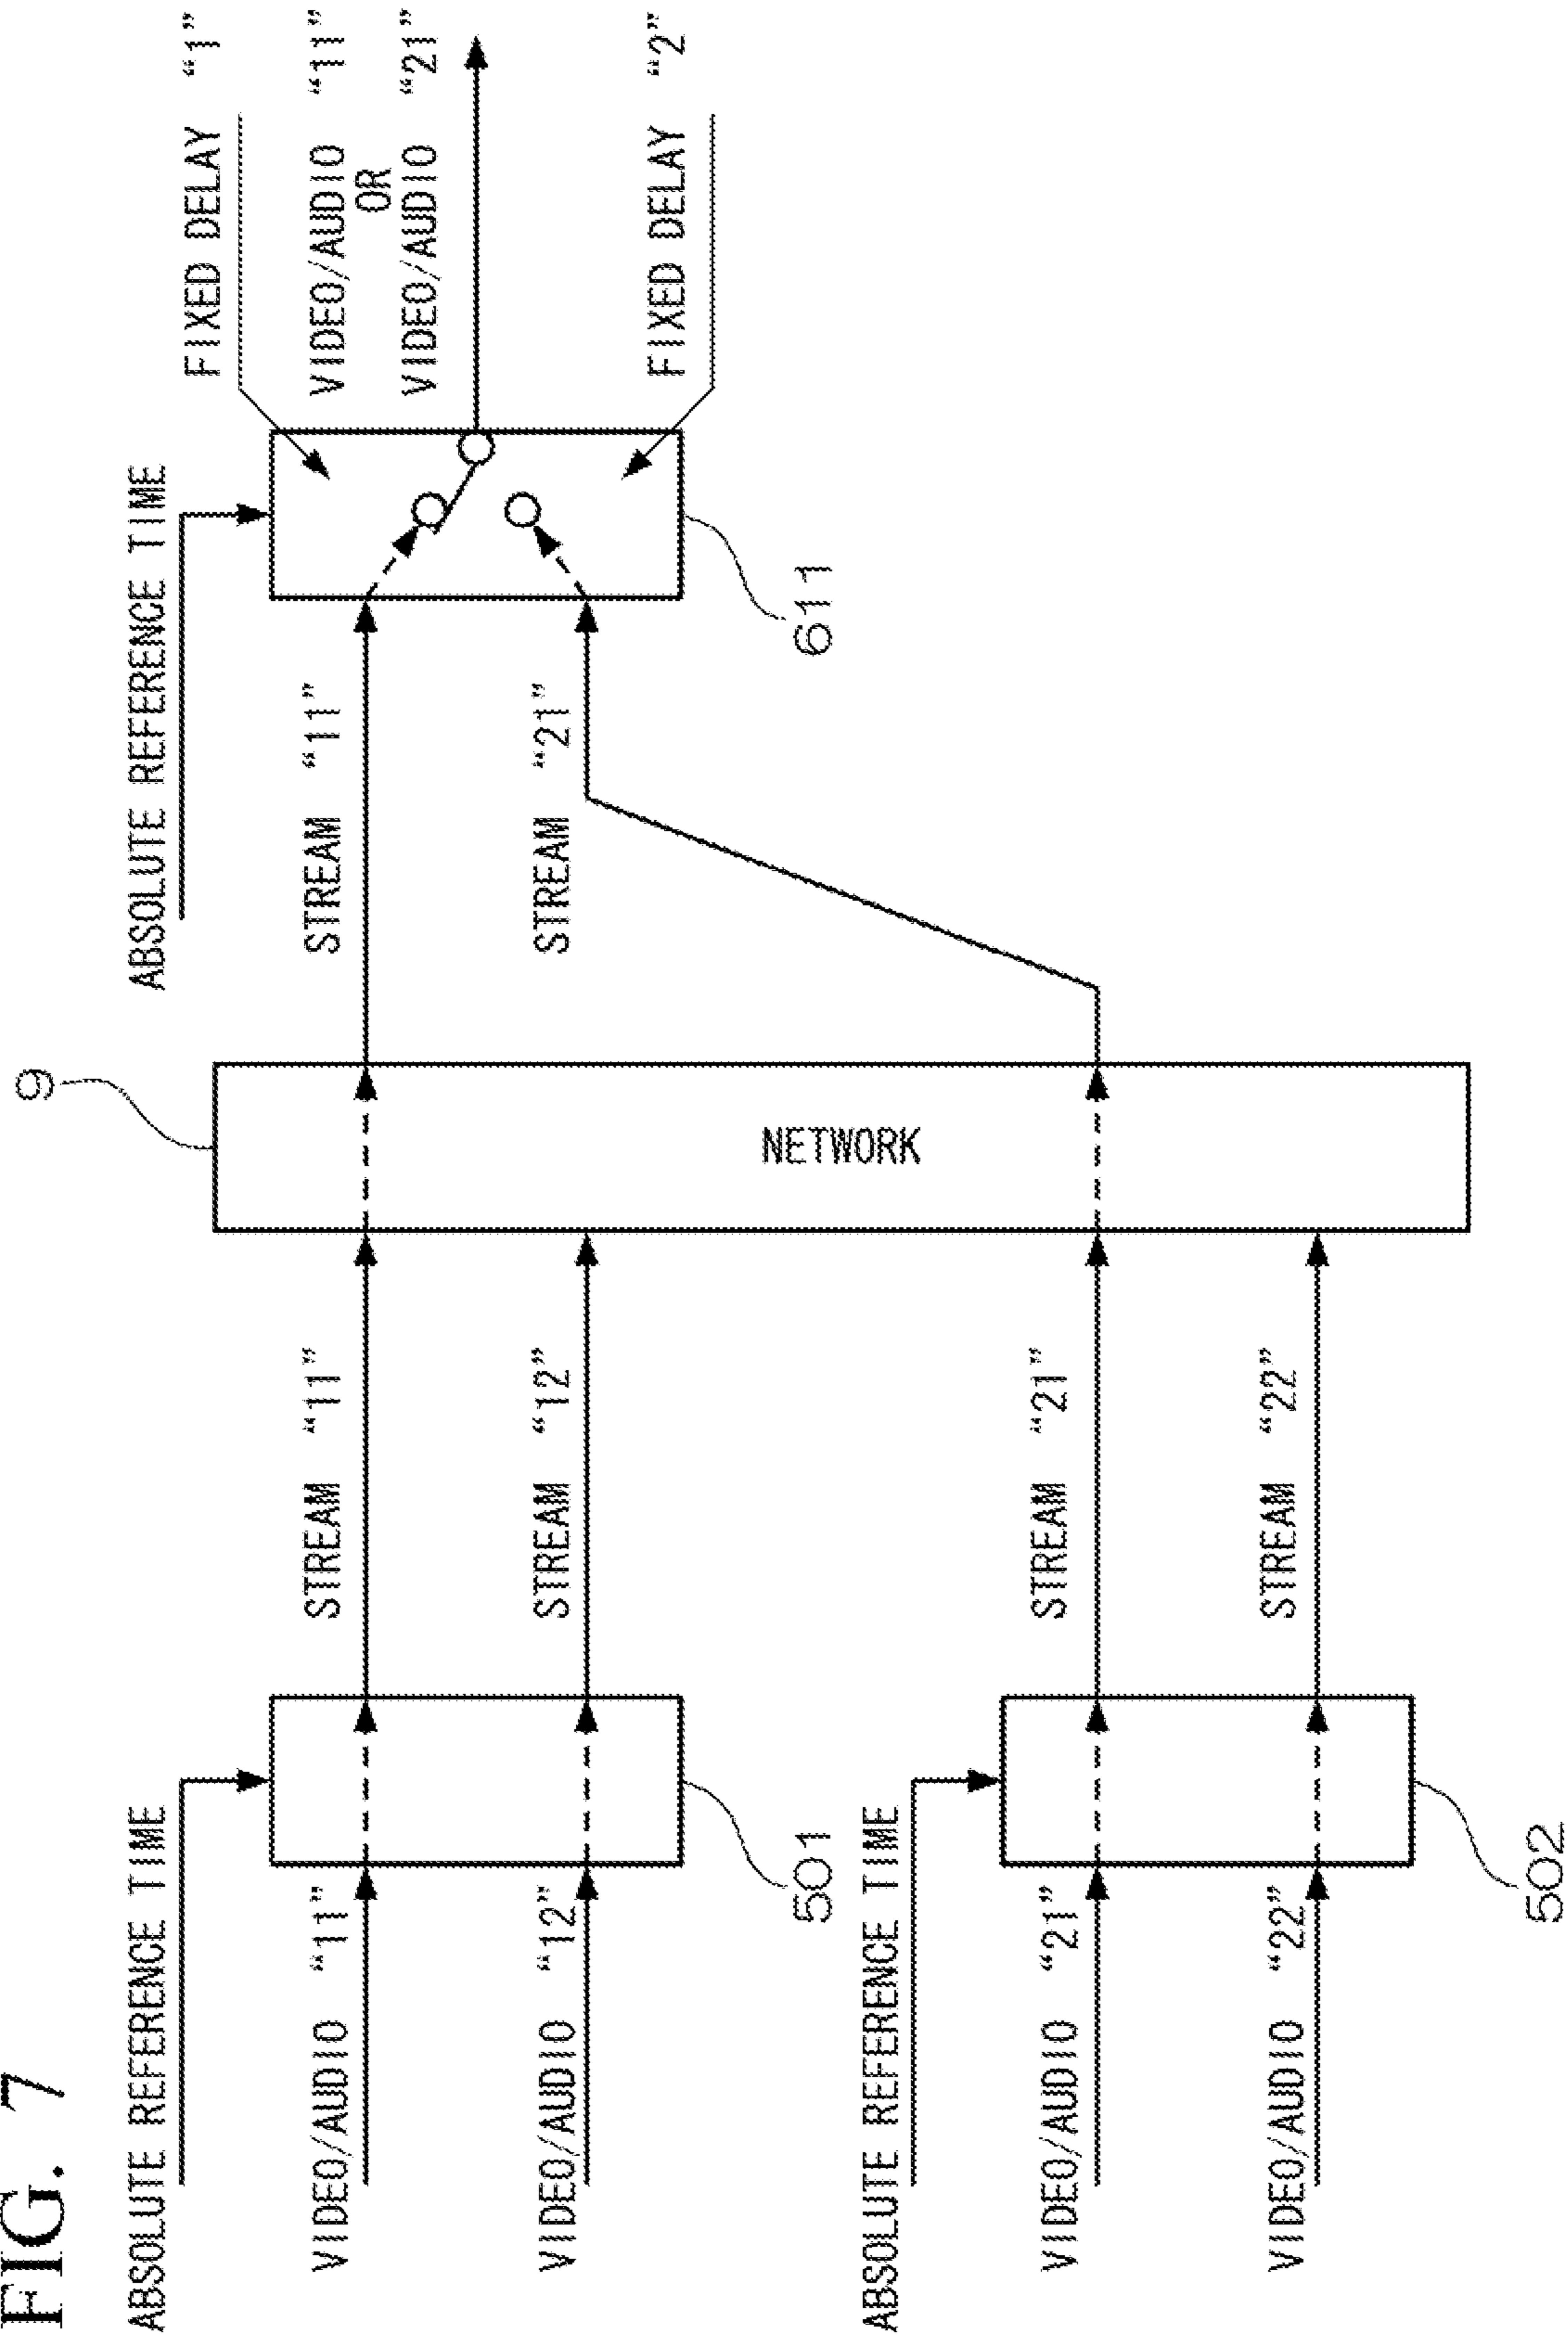 FIG. 7
ABSOLUTE REFERENCE TIME
VIDEO/AUDIO “11”
VIDEO/AUDIO “12”
501
STREAM “11”
STREAM “12”
ABSOLUTE REFERENCE TIME
VIDEO/AUDIO “21”
VIDEO/AUDIO “22”
502
STREAM “21”
STREAM “22”
9
NETWORK
STREAM “11”
STREAM “21”
ABSOLUTE REFERENCE TIME
611
FIXED DELAY “1”
VIDEO/AUDIO “11”
OR
VIDEO/AUDIO “21”
FIXED DELAY “2”